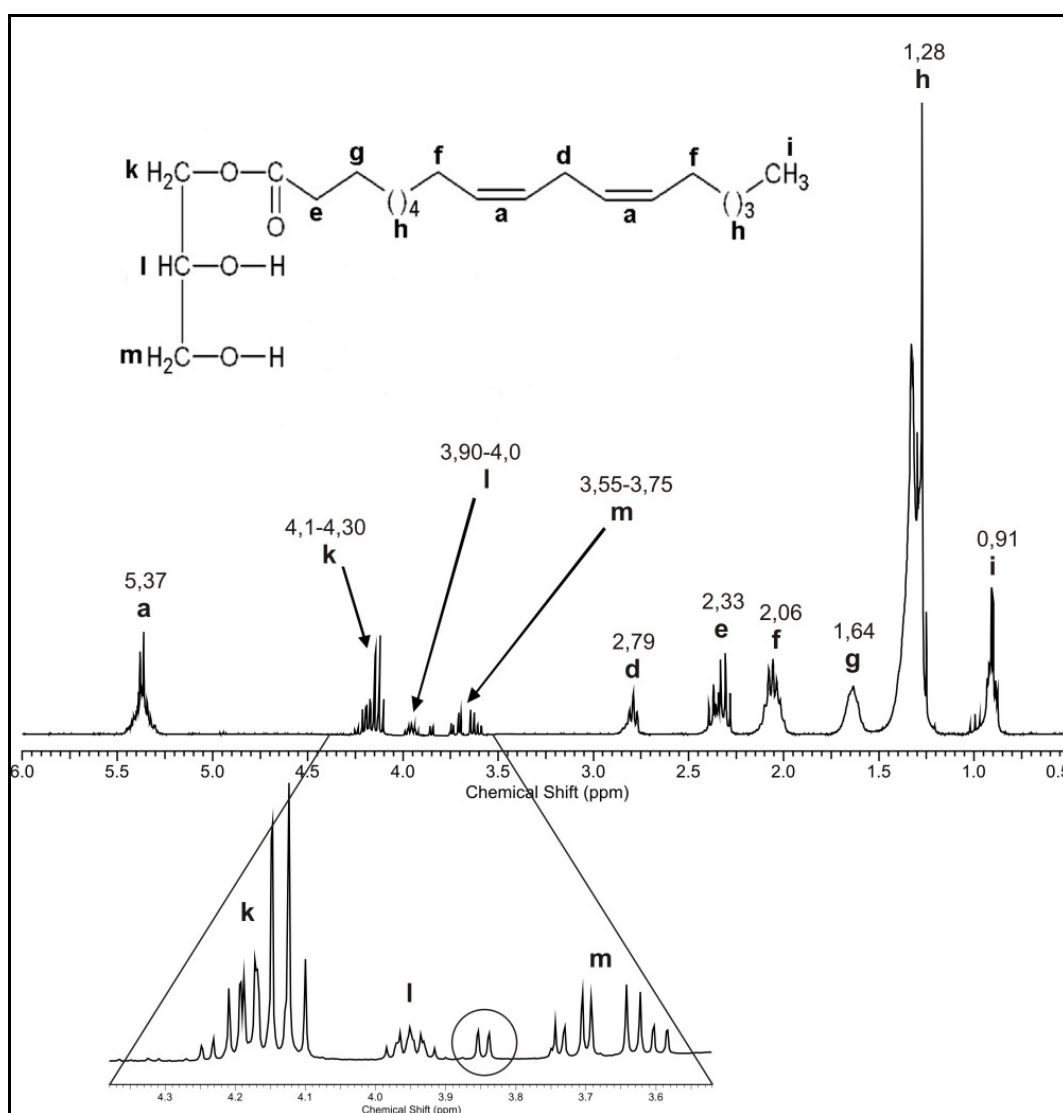 1,28
h
i
CH3
k H2C—O
g
f
d
f
O
e
( )4
h
a
a
( )3
h
l HC—O—H
m H2C—O—H
3,90-4,0
l
3,55-3,75
m
4,1-4,30
k
5,37
a
2,79
d
2,33
e
2,06
f
1,64
g
0,91
i
6.0 5.5 5.0 4.5 4.0 3.5 3.0 2.5 2.0 1.5 1.0 0.5
Chemical Shift (ppm)
k
l
m
4.3 4.2 4.1 4.0 3.9 3.8 3.7 3.6
Chemical Shift (ppm)